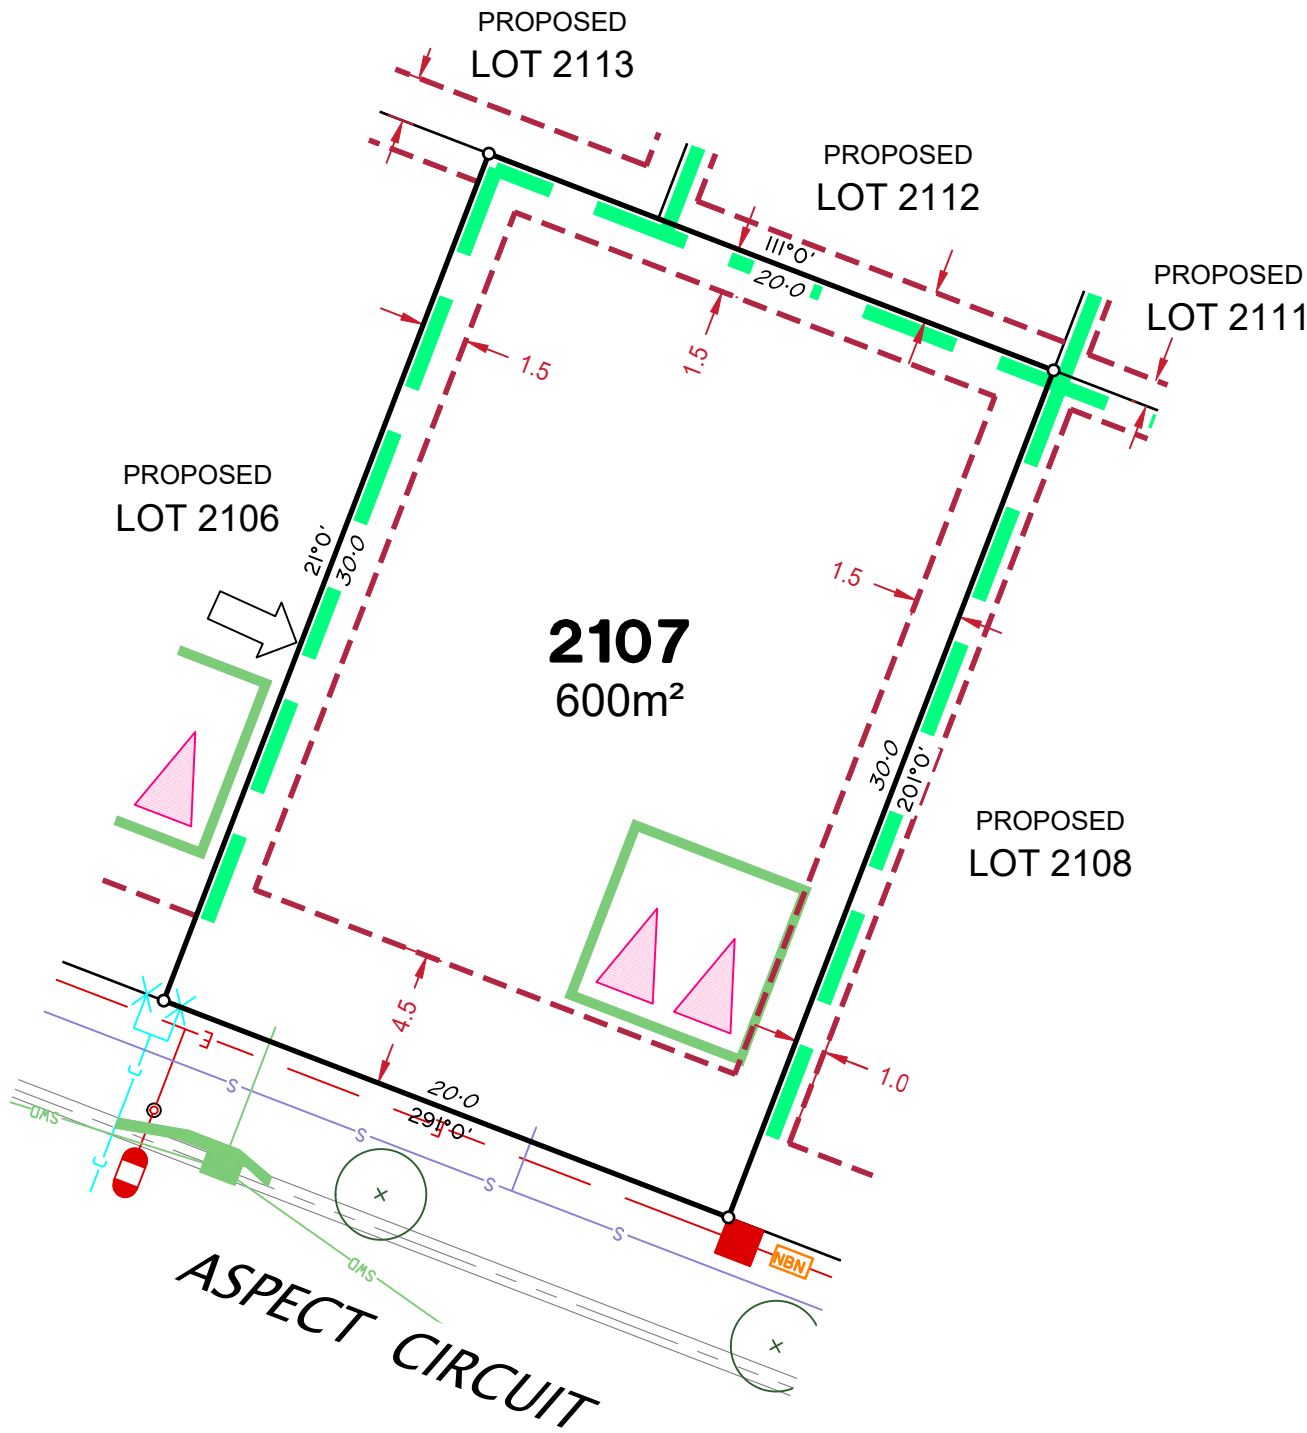 PROPOSED
LOT 2113
PROPOSED
LOT 2112
PROPOSED
LOT 2111
111°0'
20·0
1.5
1.5
PROPOSED
LOT 2106
21°0'
30·0
1.5
2107
600m²
30·0
201°0'
PROPOSED
LOT 2108
4.5
1.0
20·0
291°0'
E
E
S
S
S
S
SWD
SWD
NBN
ASPECT CIRCUIT